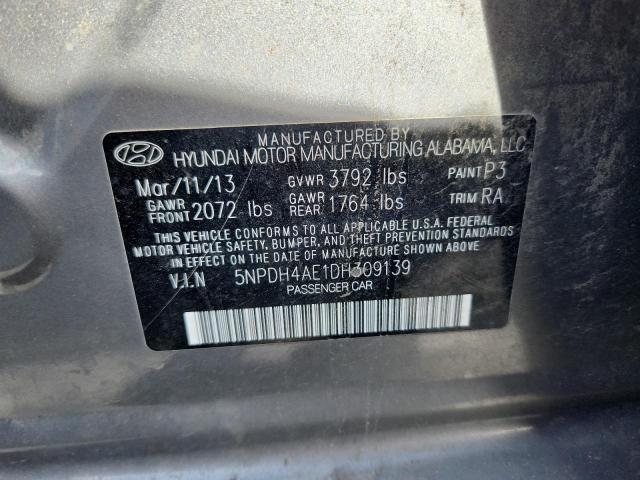 MANUFACTURED BY
HYUNDAI MOTOR MANUFACTURING ALABAMA, LLC
Mar/11/13 GVWR 3792 lbs PAINT P3
GAWR FRONT 2072 lbs GAWR REAR 1764 lbs TRIM RA
THIS VEHICLE CONFORMS TO ALL APPLICABLE U.S.A. FEDERAL
MOTOR VEHICLE SAFETY, BUMPER, AND THEFT PREVENTION STANDARDS
IN EFFECT ON THE DATE OF MANUFACTURE SHOWN ABOVE.
V.I.N 5NPDH4AE1DH309139
PASSENGER CAR